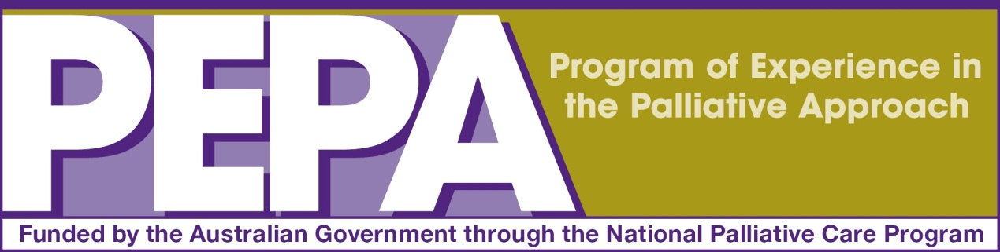 PEPA
Program of Experience in
the Palliative Approach
Funded by the Australian Government through the National Palliative Care Program